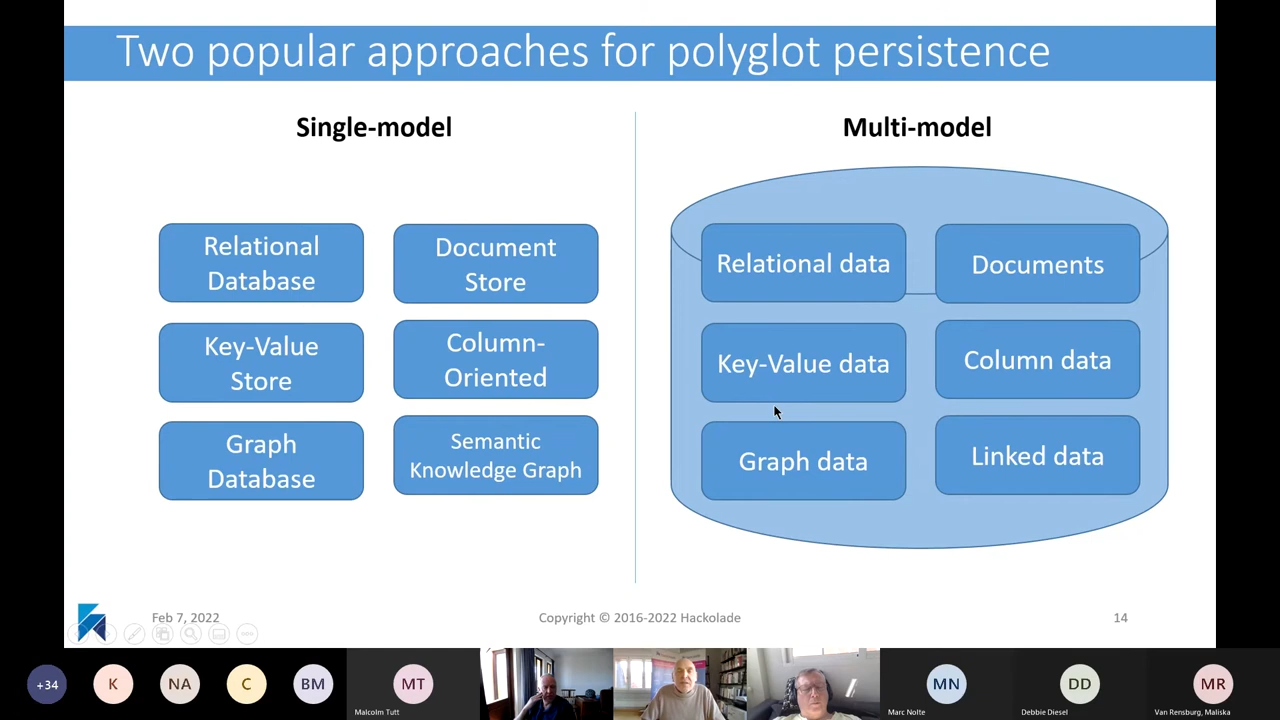 Two popular approaches for polyglot persistence
Single-model
Relational
Database
Document
Store
Key-Value
Store
Column-
Oriented
Graph
Database
Semantic
Knowledge Graph
Multi-model
Relational data
Documents
Key-Value data
Column data
Graph data
Linked data
Feb 7, 2022
Copyright © 2016-2022 Hackolade
14
+34
K
NA
C
BM
MT
Malcolm Tutt
MN
Marc Nolte
DD
Debbie Diesel
MR
Van Rensburg, Maliska